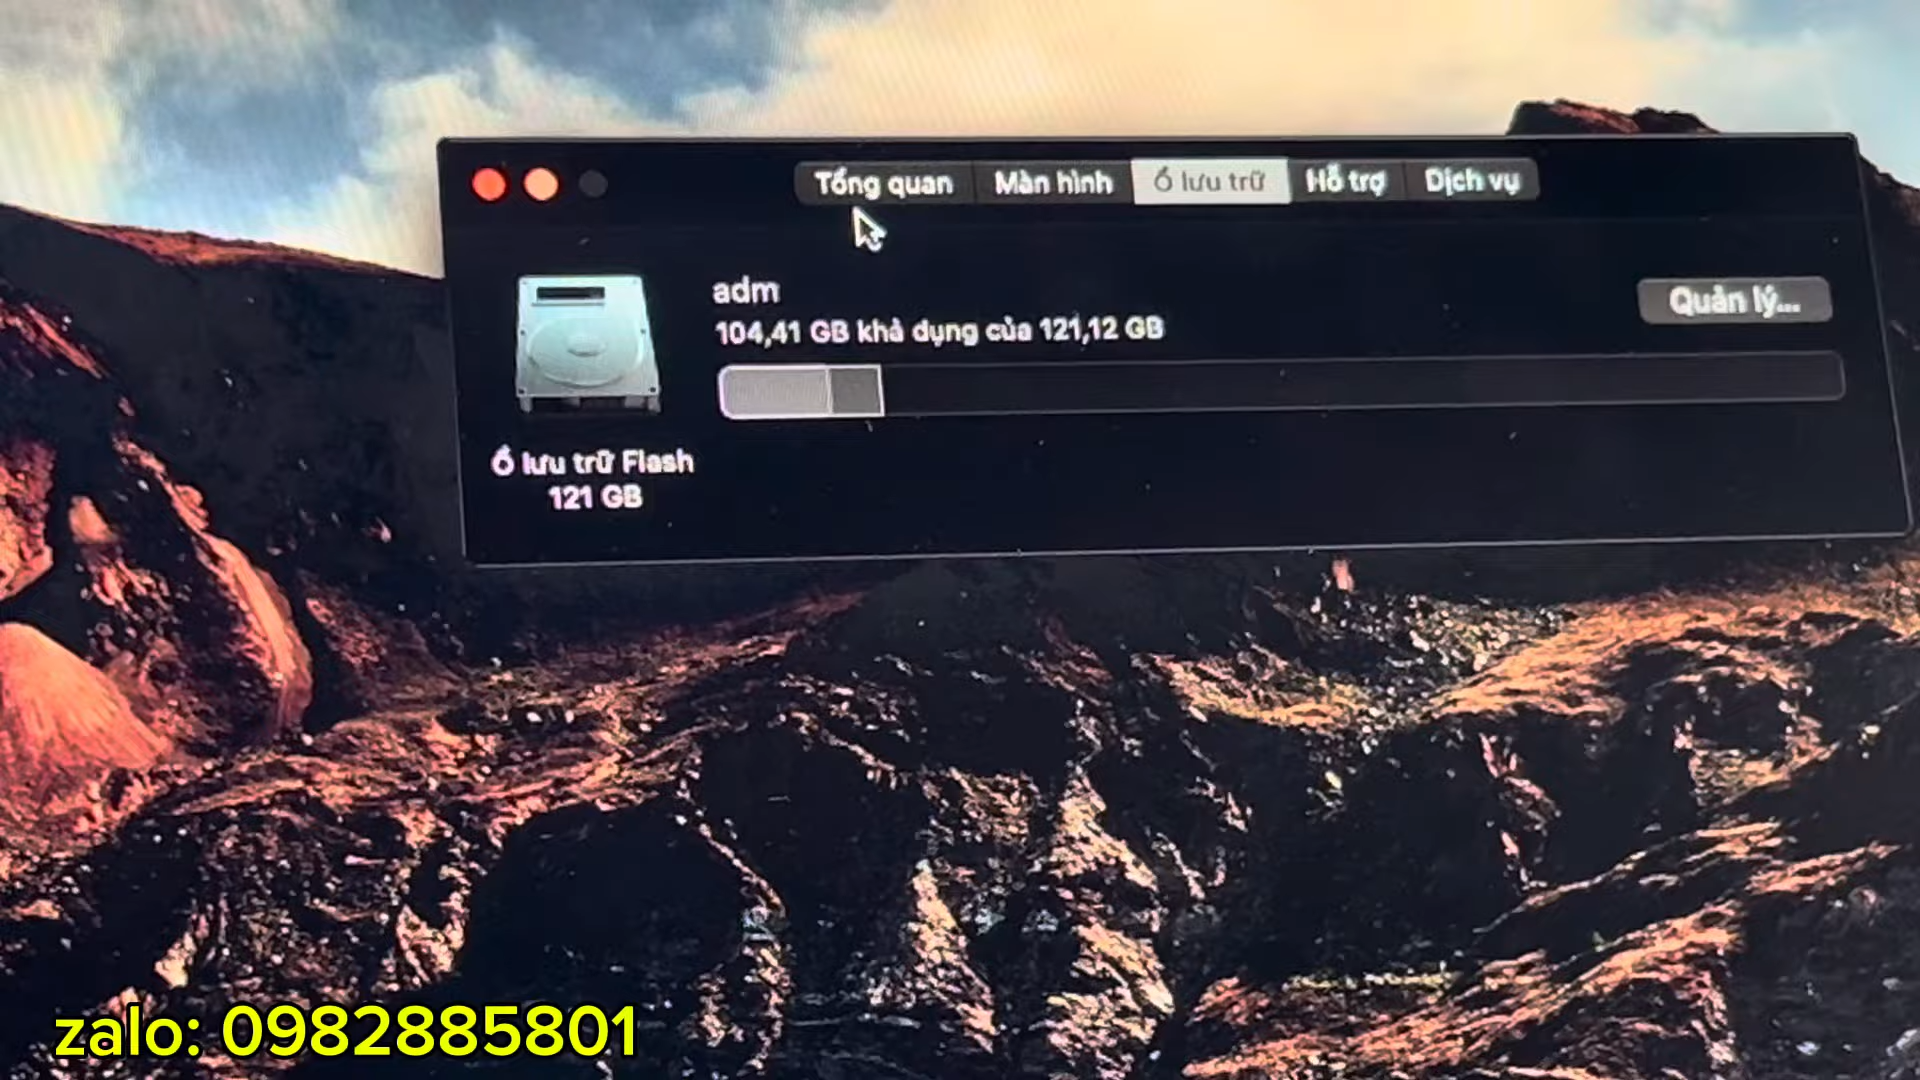 Tổng quan Màn hình Ổ lưu trữ Hỗ trợ Dịch vụ
adm
104,41 GB khả dụng của 121,12 GB
Quản lý...
Ổ lưu trữ Flash
121 GB
zalo: 0982885801